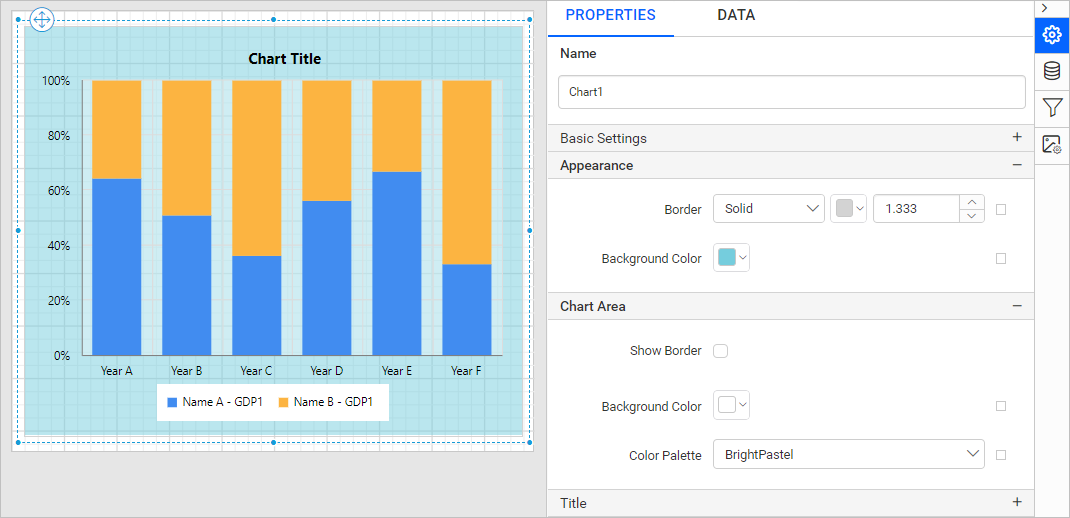 Chart Title
100%
80%
60%
40%
20%
0%
Year A Year B Year C Year D Year E Year F
Name A - GDP1 Name B - GDP1
PROPERTIES DATA
Name
Chart1
Basic Settings
Appearance
Border Solid 1.333
Background Color
Chart Area
Show Border
Background Color
Color Palette BrightPastel
Title